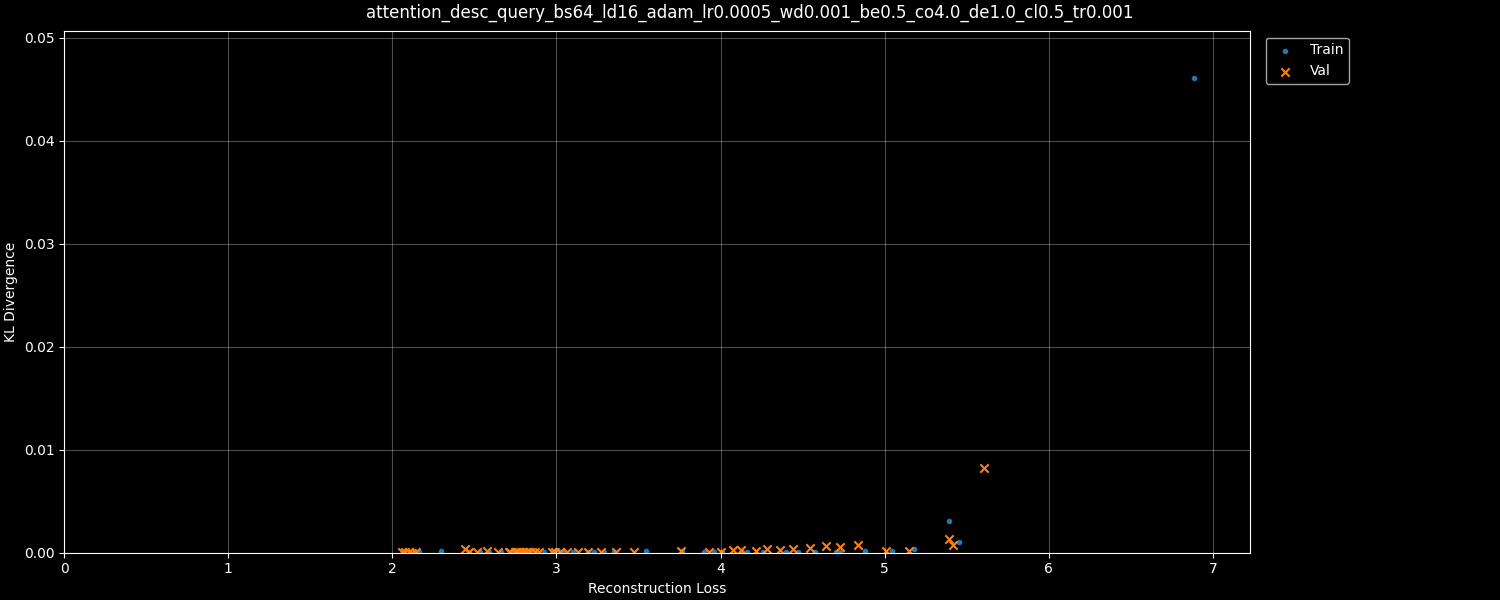 attention_desc_query_bs64_ld16_adam_lr0.0005_wd0.001_be0.5_co4.0_de1.0_cl0.5_tr0.001
0.05
0.04
0.03
0.02
0.01
0.00
KL Divergence
0 1 2 3 4 5 6 7
Reconstruction Loss
Train
Val